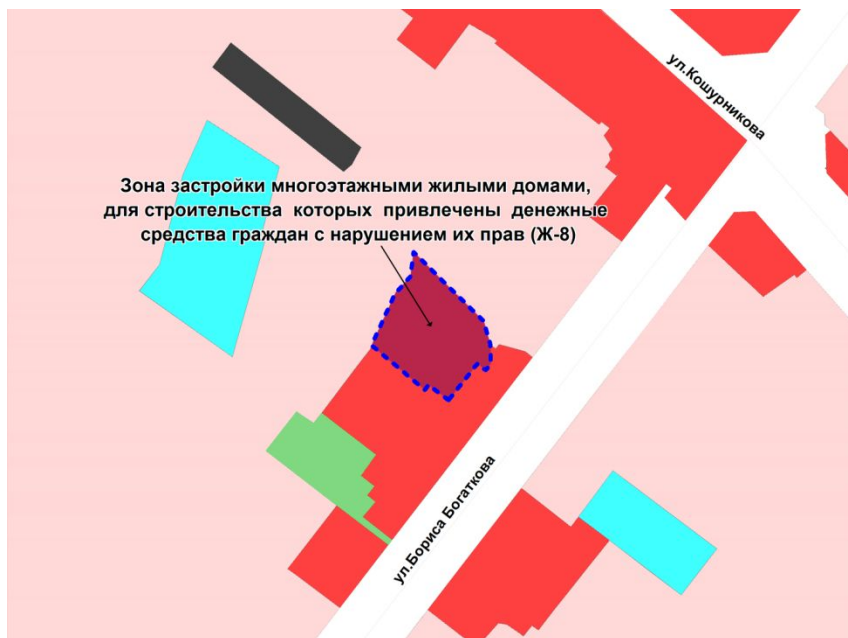 ул.Кошурникова
Зона застройки многоэтажными жилыми домами,
для строительства которых привлечены денежные
средства граждан с нарушением их прав (Ж-8)
ул.Бориса Богаткова